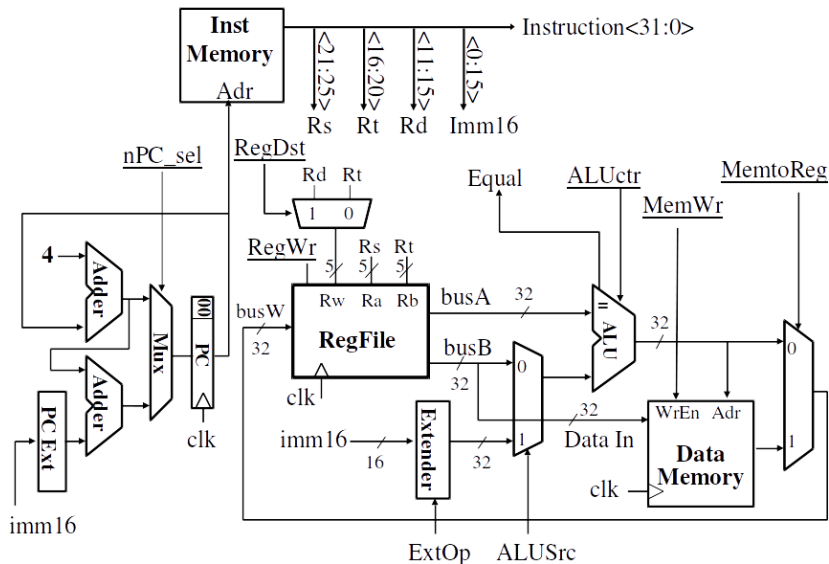 Inst
Memory
Adr
<21:25>
<16:20>
<11:15>
<0:15>
Instruction<31:0>
Rs
Rt
Rd
Imm16
nPC_sel
RegDst
Rd
Rt
1
0
Equal
ALUctr
MemtoReg
MemWr
4
Adder
RegWr
5
Rs
5
Rt
5
Rw
Ra
Rb
RegFile
busW
32
busA
32
busB
32
clk
=
ALU
32
0
1
Mux
00
PC
clk
Adder
PC Ext
imm16
imm16
16
Extender
32
0
1
32
Data In
WrEn
Adr
Data
Memory
clk
ExtOp
ALUSrc